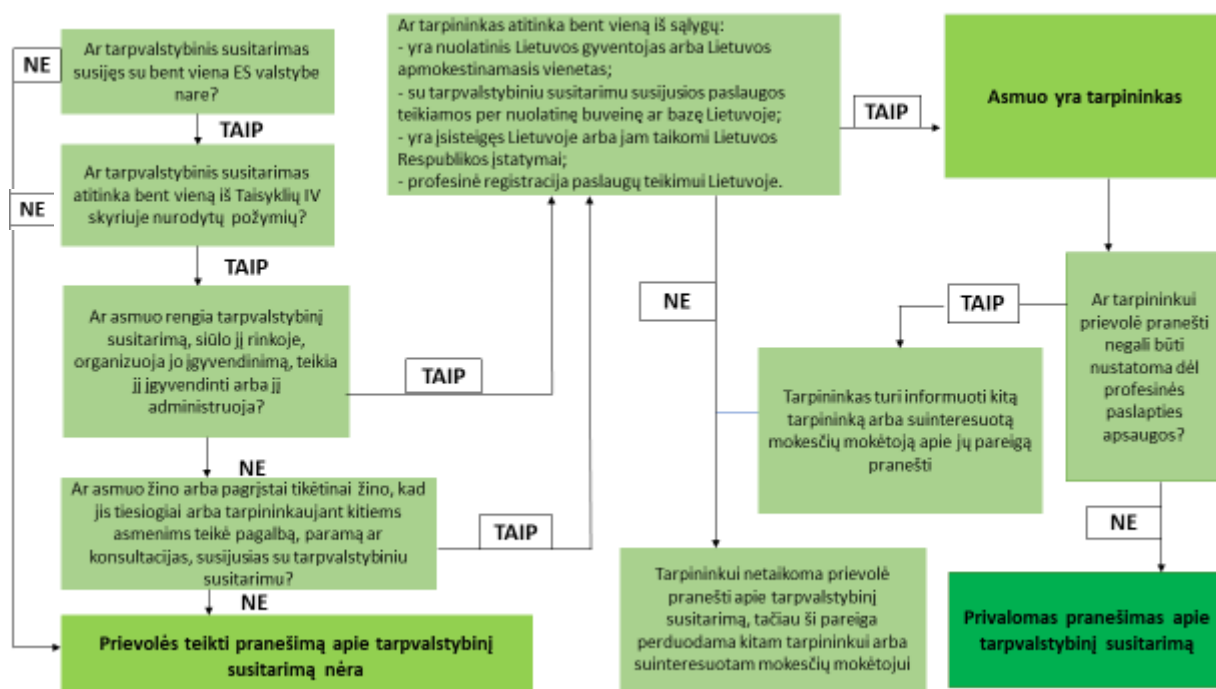 Ar tarpvalstybinis susitarimas
susijęs su bent viena ES valstybe
nare?
NE
TAIP
Ar tarpvalstybinis susitarimas
atitinka bent vieną iš Taisyklių IV
skyriuje nurodytų požymių?
NE
TAIP
Ar asmuo rengia tarpvalstybinį
susitarimą, siūlo jį rinkoje,
organizuoja jo įgyvendinimą, teikia
jį įgyvendinti arba jį
administruoja?
TAIP
NE
Ar asmuo žino arba pagrįstai tikėtinai žino, kad
jis tiesiogiai arba tarpininkaujant kitiems
asmenims teikė pagalbą, paramą ar
konsultacijas, susijusias su tarpvalstybiniu
susitarimu?
TAIP
NE
Prievolės teikti pranešimą apie tarpvalstybinį
susitarimą nėra
Ar tarpininkas atitinka bent vieną iš sąlygų:
- yra nuolatinis Lietuvos gyventojas arba Lietuvos
apmokestinamasis vienetas;
- su tarpvalstybiniu susitarimu susijusios paslaugos
teikiamos per nuolatinę buveinę ar bazę Lietuvoje;
- yra įsisteigęs Lietuvoje arba jam taikomi Lietuvos
Respublikos įstatymai;
- profesinė registracija paslaugų teikimui Lietuvoje.
TAIP
NE
Asmuo yra tarpininkas
Ar tarpininkui
prievolė pranešti
negali būti
nustatoma dėl
profesinės
paslapties
apsaugos?
TAIP
Tarpininkas turi informuoti kitą
tarpininką arba suinteresuotą
mokesčių mokėtoją apie jų pareigą
pranešti
NE
Tarpininkui netaikoma prievolė
pranešti apie tarpvalstybinį
susitarimą, tačiau ši pareiga
perduodama kitam tarpininkui arba
suinteresuotam mokesčių mokėtojui
Privalomas pranešimas apie
tarpvalstybinį susitarimą